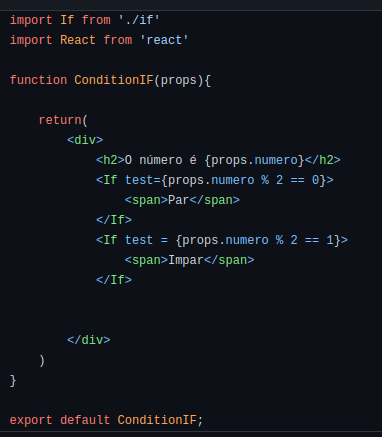 import If from './if'
import React from 'react'

function ConditionIF(props){

    return(
        <div>
            <h2>O número é {props.numero}</h2>
            <If test={props.numero % 2 == 0}>
                <span>Par</span>
            </If>
            <If test = {props.numero % 2 == 1}>
                <span>Impar</span>
            </If>


        </div>
    )
}

export default ConditionIF;